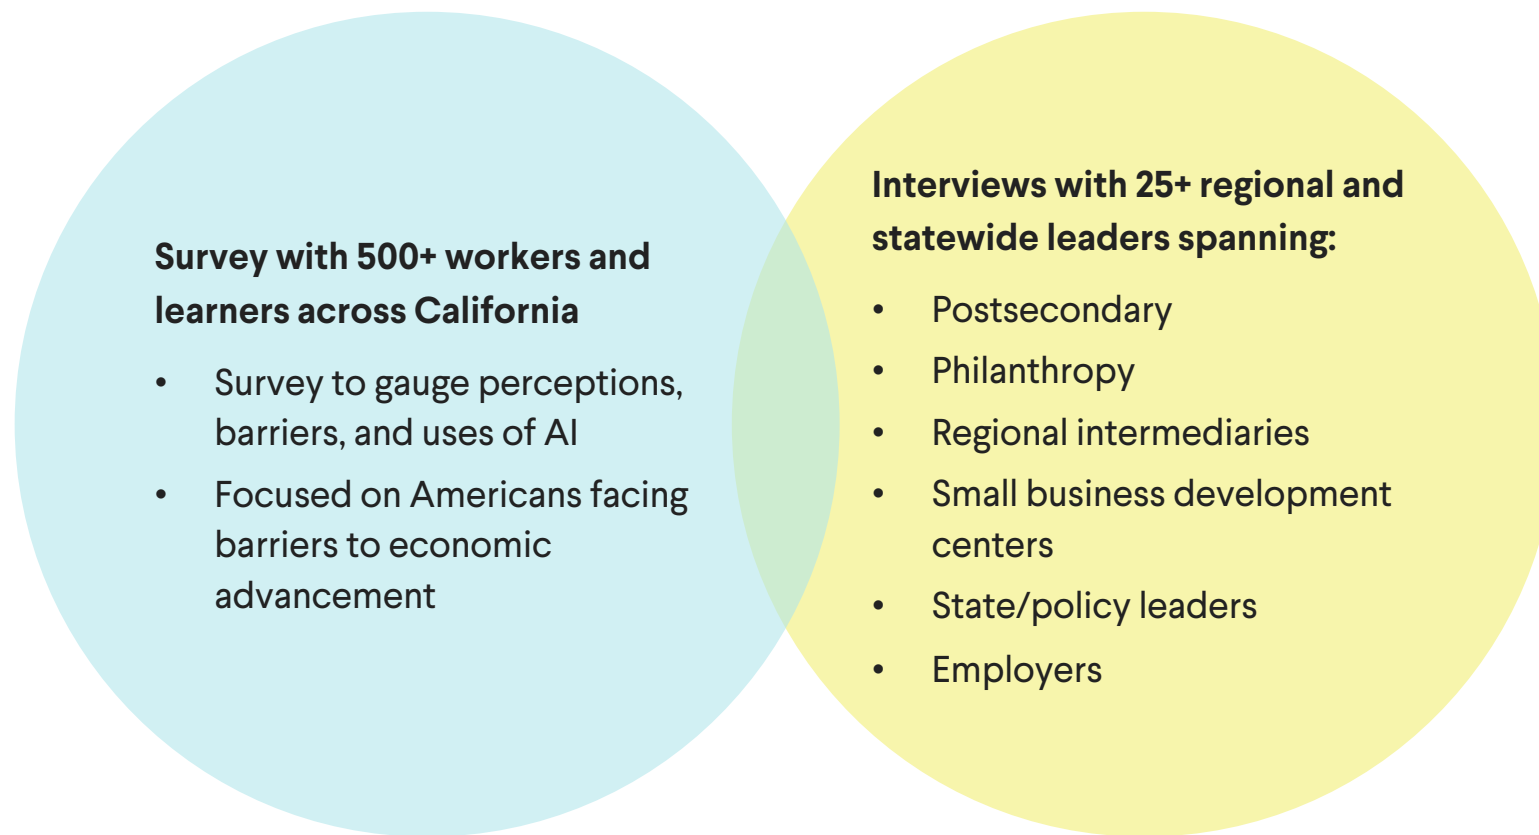 Survey with 500+ workers and
learners across California
• Survey to gauge perceptions,
barriers, and uses of AI
• Focused on Americans facing
barriers to economic
advancement
Interviews with 25+ regional and
statewide leaders spanning:
• Postsecondary
• Philanthropy
• Regional intermediaries
• Small business development
centers
• State/policy leaders
• Employers